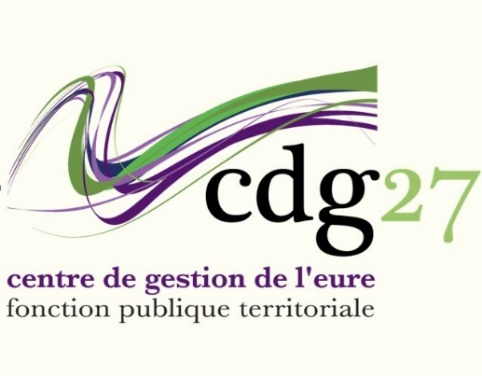 cdg27
centre de gestion de l'eure
fonction publique territoriale